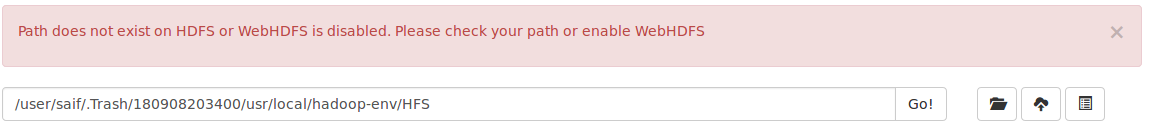 Path does not exist on HDFS or WebHDFS is disabled. Please check your path or enable WebHDFS ×
/user/saif/.Trash/180908203400/usr/local/hadoop-env/HFS Go!